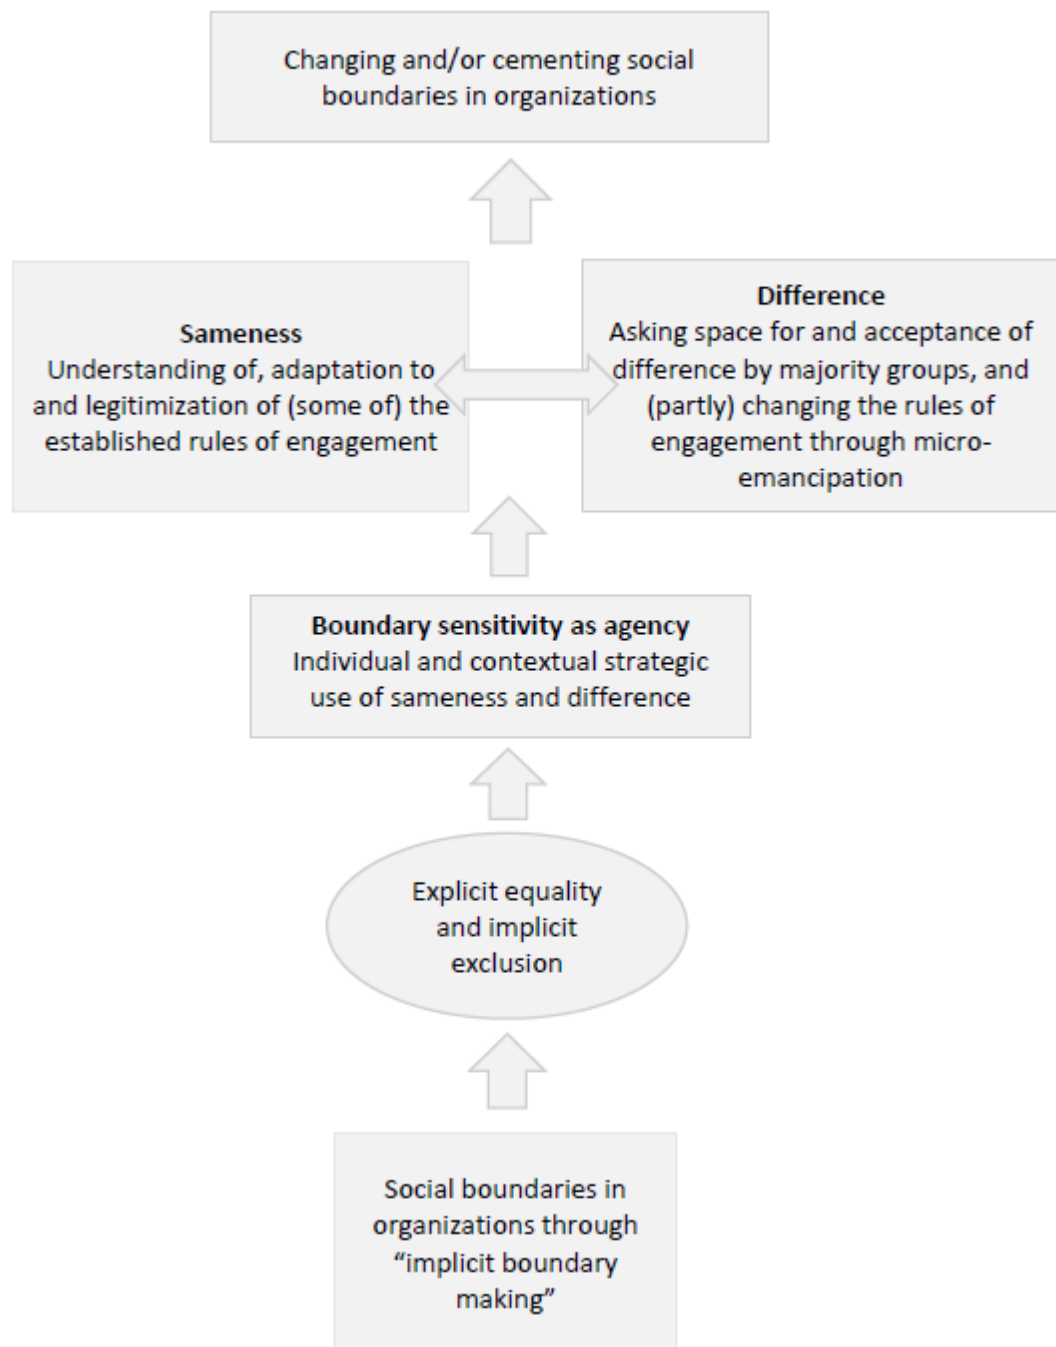 Changing and/or cementing social
boundaries in organizations
Sameness
Understanding of, adaptation to
and legitimization of (some of) the
established rules of engagement
Difference
Asking space for and acceptance of
difference by majority groups, and
(partly) changing the rules of
engagement through micro-
emancipation
Boundary sensitivity as agency
Individual and contextual strategic
use of sameness and difference
Explicit equality
and implicit
exclusion
Social boundaries in
organizations through
“implicit boundary
making”